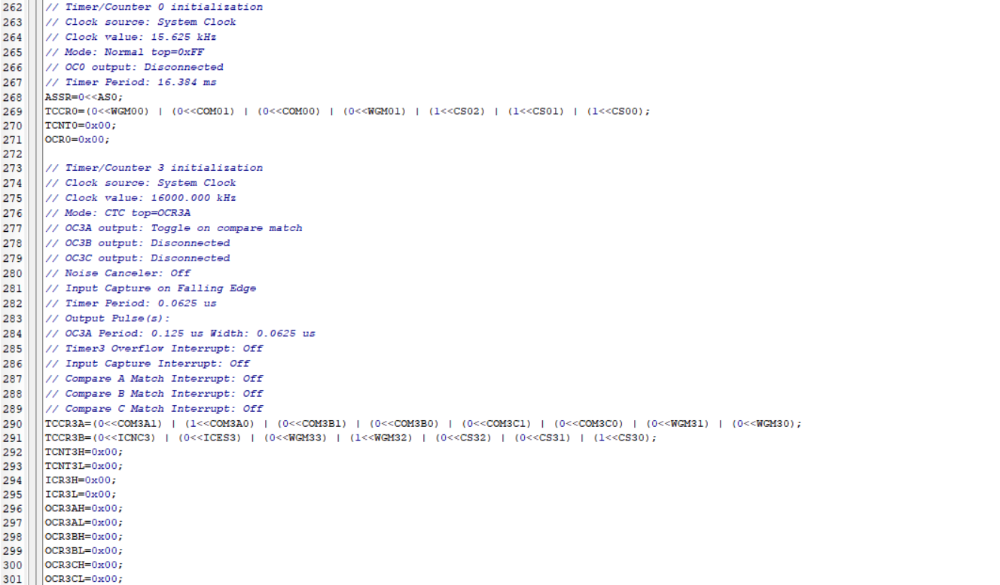 262 // Timer/Counter 0 initialization
263 // Clock source: System Clock
264 // Clock value: 15.625 kHz
265 // Mode: Normal top=0xFF
266 // OC0 output: Disconnected
267 // Timer Period: 16.384 ms
268 ASSR=0<<AS0;
269 TCCR0=(0<<WGM00) | (0<<COM01) | (0<<COM00) | (0<<WGM01) | (1<<CS02) | (1<<CS01) | (1<<CS00);
270 TCNT0=0x00;
271 OCR0=0x00;
272
273 // Timer/Counter 3 initialization
274 // Clock source: System Clock
275 // Clock value: 16000.000 kHz
276 // Mode: CTC top=OCR3A
277 // OC3A output: Toggle on compare match
278 // OC3B output: Disconnected
279 // OC3C output: Disconnected
280 // Noise Canceler: Off
281 // Input Capture on Falling Edge
282 // Timer Period: 0.0625 us
283 // Output Pulse(s):
284 // OC3A Period: 0.125 us Width: 0.0625 us
285 // Timer3 Overflow Interrupt: Off
286 // Input Capture Interrupt: Off
287 // Compare A Match Interrupt: Off
288 // Compare B Match Interrupt: Off
289 // Compare C Match Interrupt: Off
290 TCCR3A=(0<<COM3A1) | (1<<COM3A0) | (0<<COM3B1) | (0<<COM3B0) | (0<<COM3C1) | (0<<COM3C0) | (0<<WGM31) | (0<<WGM30);
291 TCCR3B=(0<<ICNC3) | (0<<ICES3) | (0<<WGM33) | (1<<WGM32) | (0<<CS32) | (0<<CS31) | (1<<CS30);
292 TCNT3H=0x00;
293 TCNT3L=0x00;
294 ICR3H=0x00;
295 ICR3L=0x00;
296 OCR3AH=0x00;
297 OCR3AL=0x00;
298 OCR3BH=0x00;
299 OCR3BL=0x00;
300 OCR3CH=0x00;
301 OCR3CL=0x00;